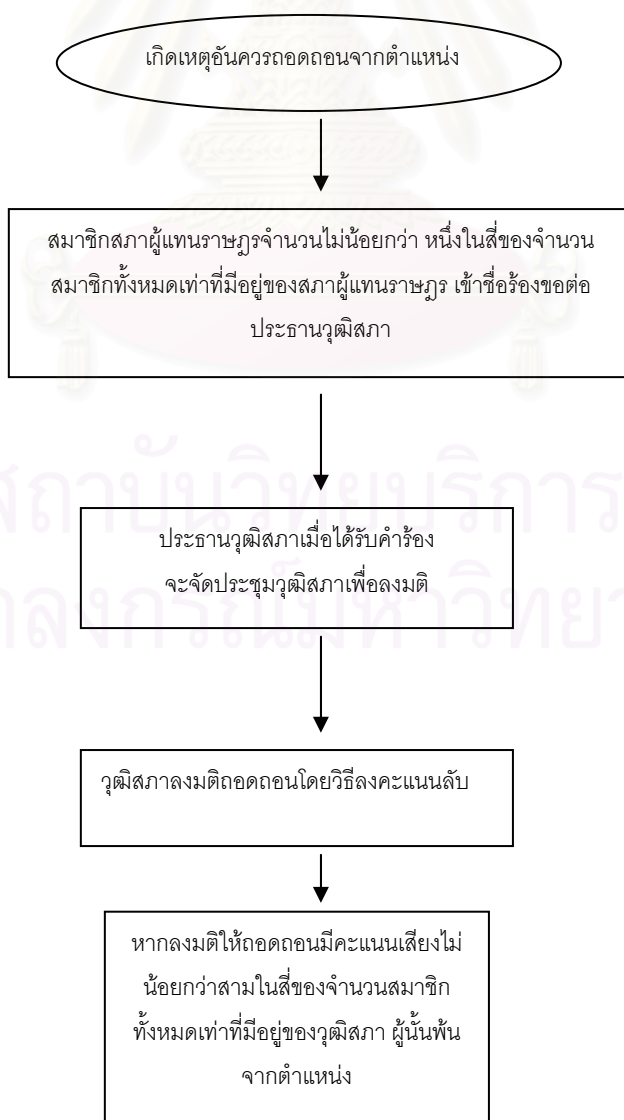 เกิดเหตุอันควรถอดถอนจากตำแหน่ง
สมาชิกสภาผู้แทนราษฎรจำนวนไม่น้อยกว่า หนึ่งในสี่ของจำนวน
สมาชิกทั้งหมดเท่าที่มีอยู่ของสภาผู้แทนราษฎร เข้าชื่อร้องขอต่อ
ประธานวุฒิสภา
สถาบันวิทยบริการ
ประธานวุฒิสภาเมื่อได้รับคำร้อง
จะจัดประชุมวุฒิสภาเพื่อลงมติ
วุฒิสภาลงมติถอดถอนโดยวิธีลงคะแนนลับ
หากลงมติให้ถอดถอนมีคะแนนเสียงไม่
น้อยกว่าสามในสี่ของจำนวนสมาชิก
ทั้งหมดเท่าที่มีอยู่ของวุฒิสภา ผู้นั้นพ้น
จากตำแหน่ง